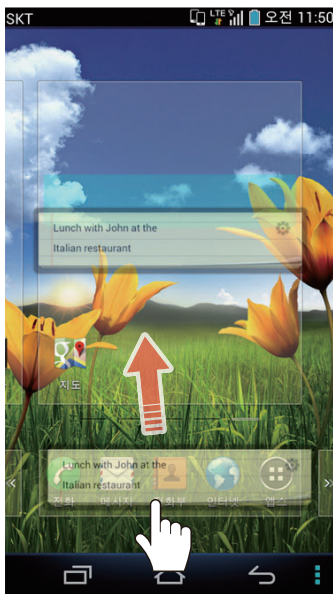 SKT LTE 오전 11:50
Lunch with John at the
Italian restaurant
지도
Lunch with John at the
Italian restaurant
전화 메시지 인터넷 앱스